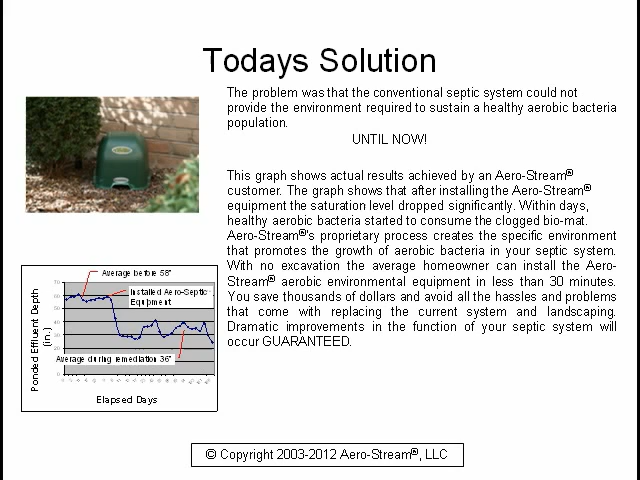 Todays Solution
The problem was that the conventional septic system could not
provide the environment required to sustain a healthy aerobic bacteria
population.
UNTIL NOW!
This graph shows actual results achieved by an Aero-Stream®
customer. The graph shows that after installing the Aero-Stream®
equipment the saturation level dropped significantly. Within days,
healthy aerobic bacteria started to consume the clogged bio-mat.
Aero-Stream®'s proprietary process creates the specific environment
that promotes the growth of aerobic bacteria in your septic system.
With no excavation the average homeowner can install the Aero-
Stream® aerobic environmental equipment in less than 30 minutes.
You save thousands of dollars and avoid all the hassles and problems
that come with replacing the current system and landscaping.
Dramatic improvements in the function of your septic system will
occur GUARANTEED.
Average before 58"
Installed Aero-Septic
Equipment
Average during remediation 36"
Ponded Effluent Depth
(in.)
70
60
50
40
30
20
10
0
Elapsed Days
© Copyright 2003-2012 Aero-Stream®, LLC